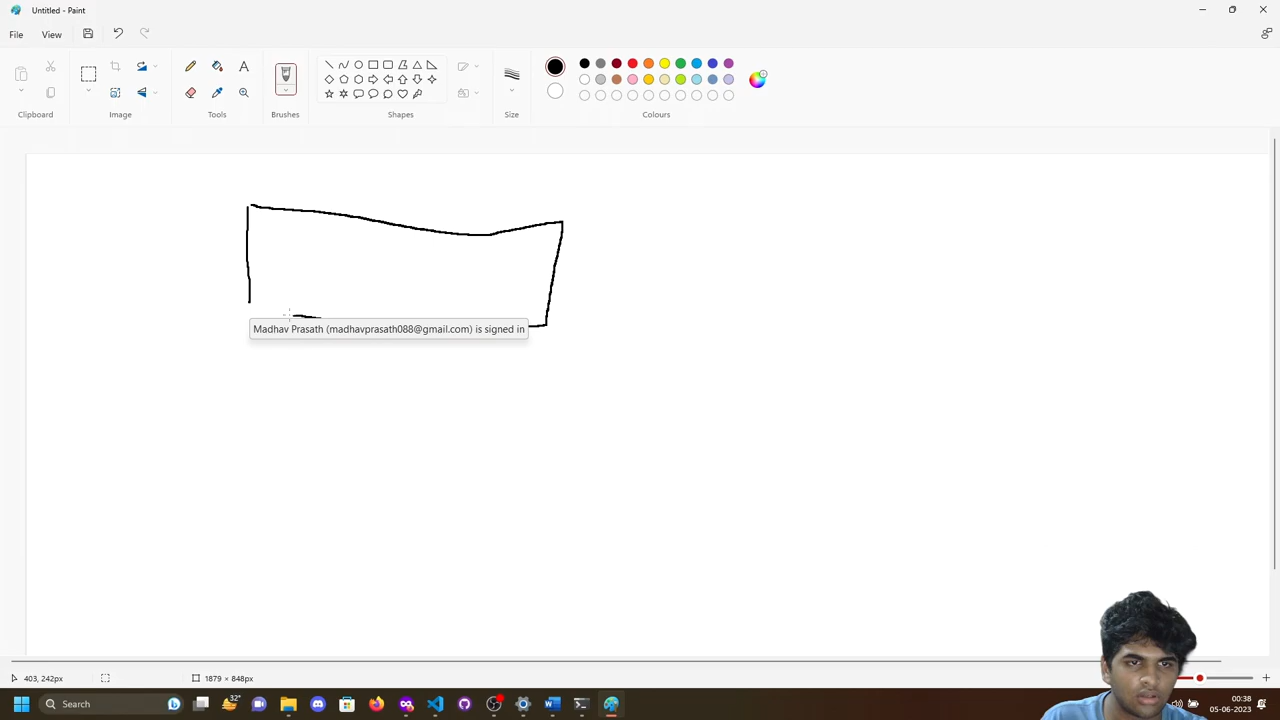 Untitled - Paint
File View
Clipboard Image Tools Brushes Shapes Size Colours
Madhav Prasath (madhavprasath088@gmail.com) is signed in
403, 242px 1879 × 848px
Search 32° 00:38
05-06-2023